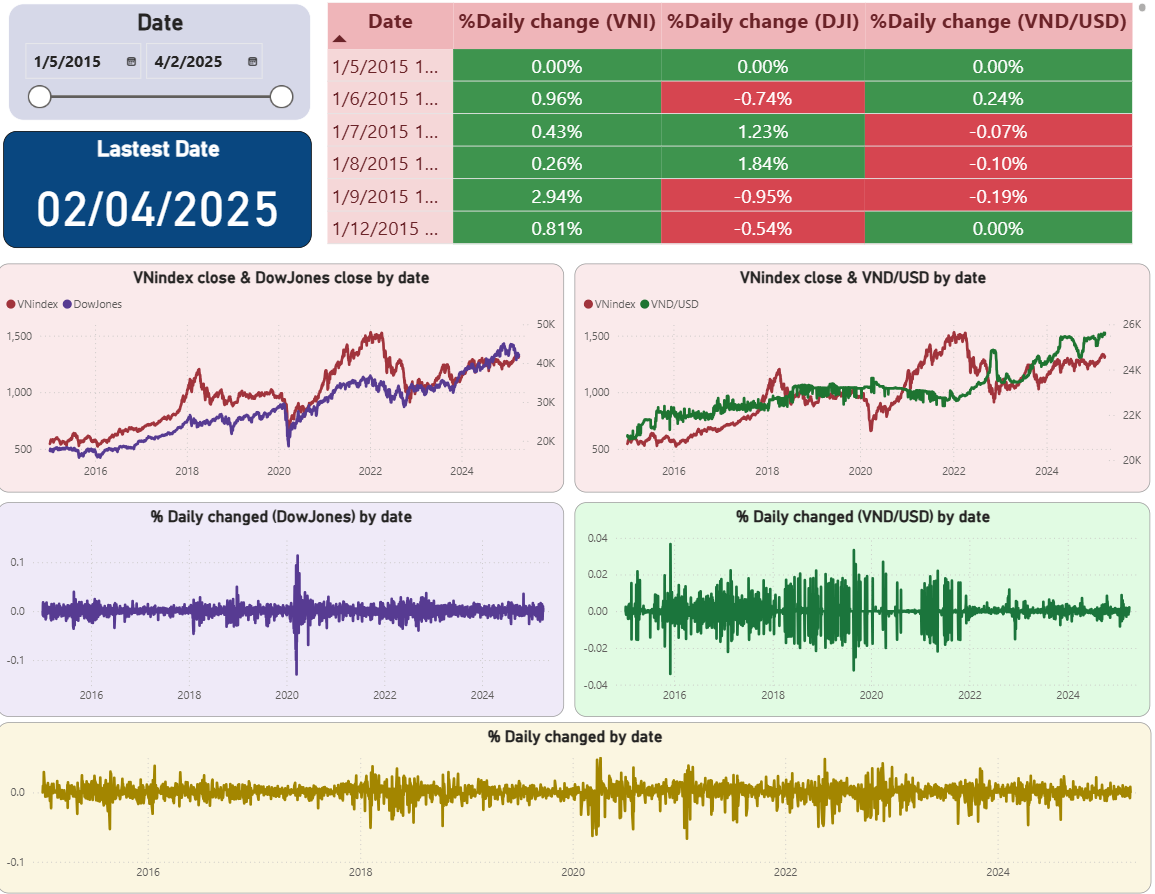 Date
1/5/2015 4/2/2025
Lastest Date
02/04/2025
Date %Daily change (VNI) %Daily change (DJI) %Daily change (VND/USD)
1/5/2015 1... 0.00% 0.00% 0.00%
1/6/2015 1... 0.96% -0.74% 0.24%
1/7/2015 1... 0.43% 1.23% -0.07%
1/8/2015 1... 0.26% 1.84% -0.10%
1/9/2015 1... 2.94% -0.95% -0.19%
1/12/2015 ... 0.81% -0.54% 0.00%
VNindex close & DowJones close by date
VNindex DowJones
50K
1,500
40K
1,000
30K
20K
500
2016 2018 2020 2022 2024
VNindex close & VND/USD by date
VNindex VND/USD
26K
1,500
24K
1,000
22K
500
20K
2016 2018 2020 2022 2024
% Daily changed (DowJones) by date
0.1
0.0
-0.1
2016 2018 2020 2022 2024
% Daily changed (VND/USD) by date
0.04
0.02
0.00
-0.02
-0.04
2016 2018 2020 2022 2024
% Daily changed by date
0.0
-0.1
2016 2018 2020 2022 2024